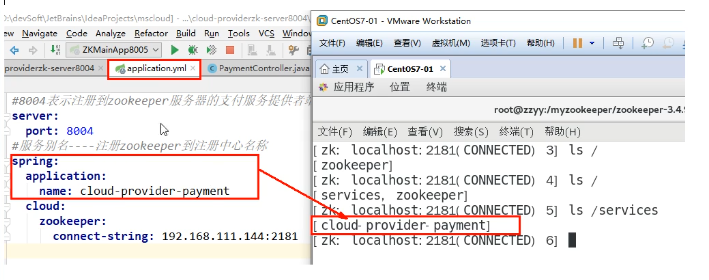 D:\devSoft\JetBrains\IdeaProjects\mscloud] - ...\cloud-providerzk-server8004\
View Navigate Code Analyze Refactor Build Run Tools VCS Window
ZKMainApp8005
providerzk-server8004 application.yml PaymentController.java
#8004表示注册到zookeeper服务器的支付服务提供者
server:
port: 8004
#服务别名----注册zookeeper到注册中心名称
spring:
application:
name: cloud-provider-payment
cloud:
zookeeper:
connect-string: 192.168.111.144:2181
CentOS7-01 - VMware Workstation
文件(F) 编辑(E) 查看(V) 虚拟机(M) 选项卡(T) 帮助(H)
主页 CentOS7-01
应用程序 位置 终端
root@zzyy:/myzookeeper/zookeeper-3.4.
文件(F) 编辑(E) 查看(V) 搜索(S) 终端(T) 帮助(H)
[ zk: localhost:2181(CONNECTED) 3] ls /
[ zookeeper]
[ zk: localhost:2181(CONNECTED) 4] ls /
[ services, zookeeper]
[ zk: localhost:2181(CONNECTED) 5] ls /services
[ cloud-provider-payment]
[ zk: localhost:2181(CONNECTED) 6]